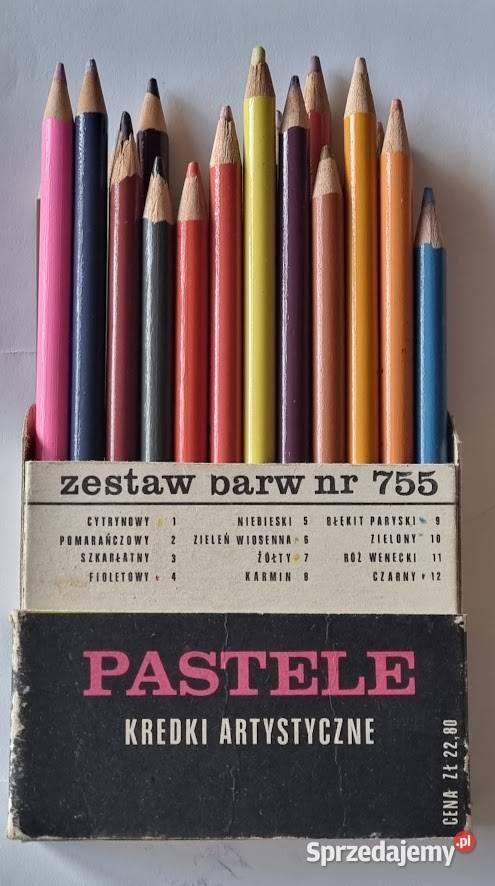 zestaw barw nr 755
CYTRYNOWY 1
POMARAŃCZOWY 2
SZKARŁATNY 3
FIOLETOWY 4
NIEBIESKI 5
ZIELEŃ WIOSENNA 6
ŻÓŁTY 7
KARMIN 8
BŁĘKIT PARYSKI 9
ZIELONY 10
RÓŻ WENECKI 11
CZARNY 12
PASTELE
KREDKI ARTYSTYCZNE
CENA ZŁ 22,80
Sprzedajemy.pl